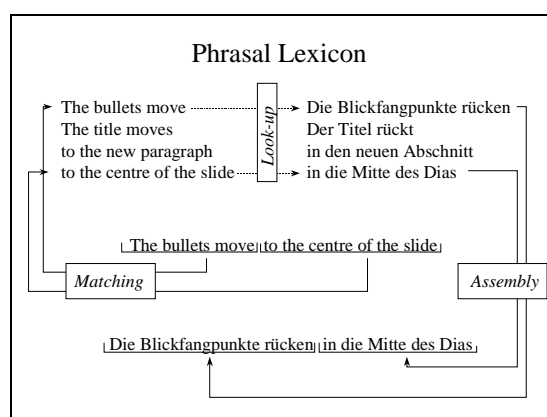 Phrasal Lexicon
The bullets move
The title moves
to the new paragraph
to the centre of the slide
Look-up
Die Blickfangpunkte rücken
Der Titel rückt
in den neuen Abschnitt
in die Mitte des Dias
The bullets move to the centre of the slide
Matching
Assembly
Die Blickfangpunkte rücken in die Mitte des Dias